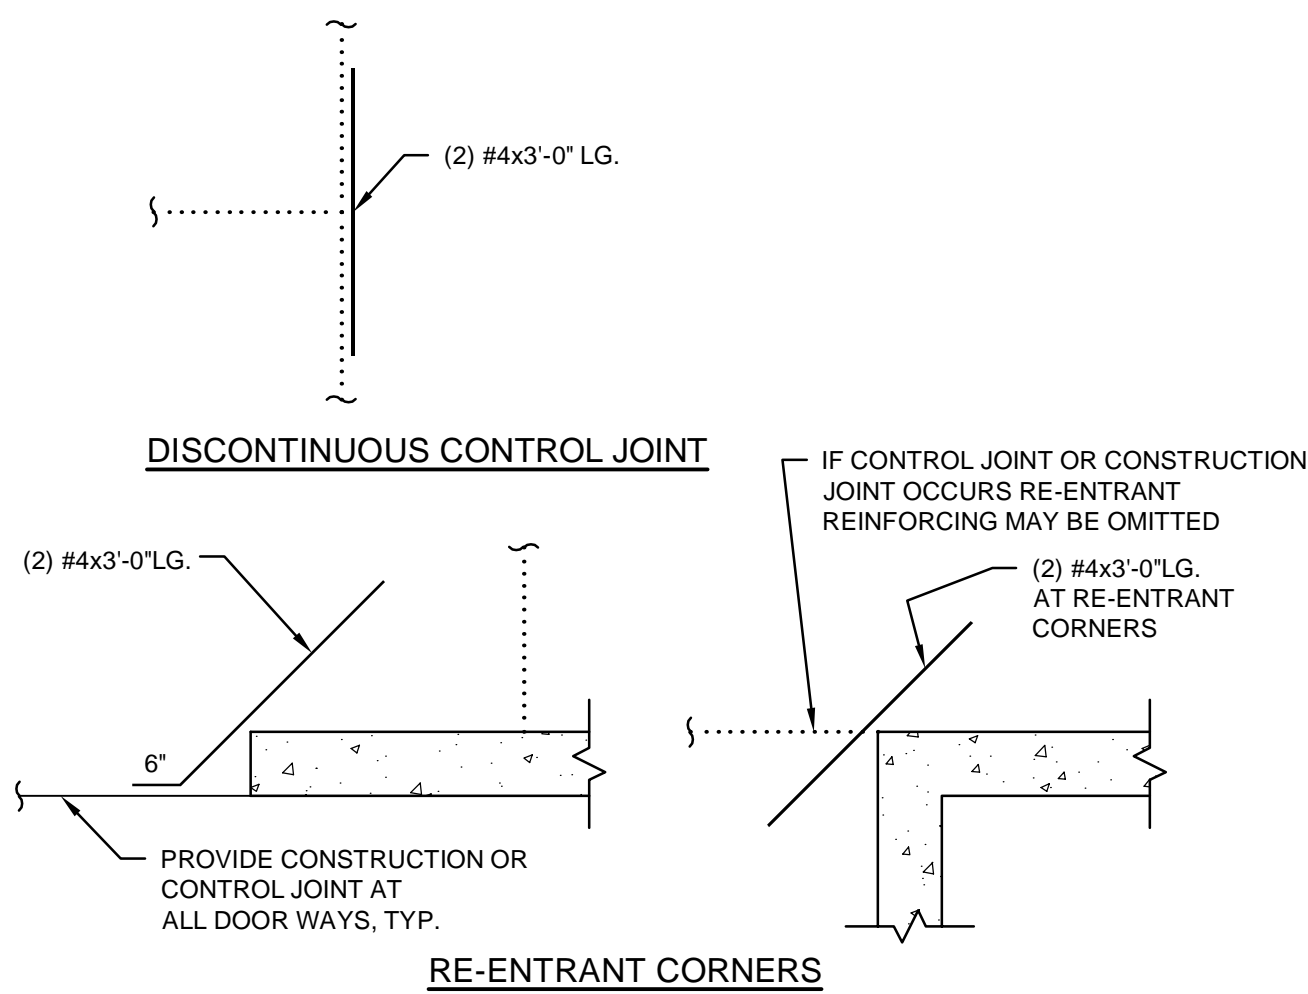 (2) #4x3'-0" LG.
DISCONTINUOUS CONTROL JOINT
IF CONTROL JOINT OR CONSTRUCTION
JOINT OCCURS RE-ENTRANT
REINFORCING MAY BE OMITTED
(2) #4x3'-0"LG.
(2) #4x3'-0"LG.
AT RE-ENTRANT
CORNERS
6"
PROVIDE CONSTRUCTION OR
CONTROL JOINT AT
ALL DOOR WAYS, TYP.
RE-ENTRANT CORNERS